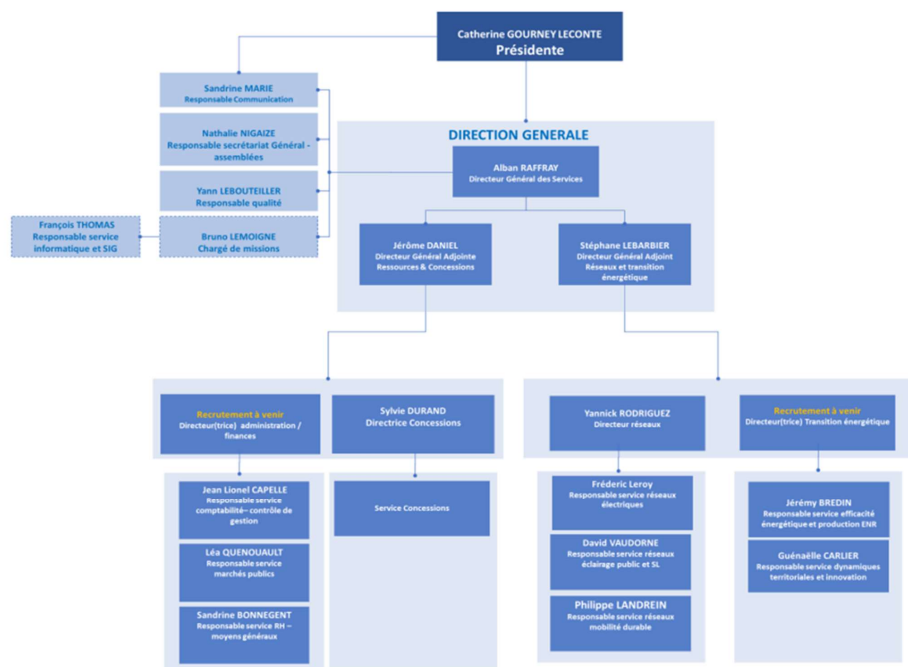 Catherine GOURNEY LECONTE
Présidente
Sandrine MARIE
Responsable Communication
Nathalie NIGAIZE
Responsable secrétariat Général -
assemblées
Yann LEBOUTEILLER
Responsable qualité
François THOMAS
Responsable service
informatique et SIG
Bruno LEMOIGNE
Chargé de missions
DIRECTION GENERALE
Alban RAFFRAY
Directeur Général des Services
Jérôme DANIEL
Directeur Général Adjointe
Ressources & Concessions
Stéphane LEBARBIER
Directeur Général Adjoint
Réseaux et transition
énergétique
Recrutement à venir
Directeur(trice) administration /
finances
Sylvie DURAND
Directrice Concessions
Yannick RODRIGUEZ
Directeur réseaux
Recrutement à venir
Directeur(trice) Transition énergétique
Jean Lionel CAPELLE
Responsable service
comptabilité– contrôle de
gestion
Léa QUENOUAULT
Responsable service
marchés publics
Sandrine BONNEGENT
Responsable service RH –
moyens généraux
Service Concessions
Fréderic Leroy
Responsable service réseaux
électriques
David VAUDORNE
Responsable service réseaux
éclairage public et SL
Philippe LANDREIN
Responsable service réseaux
mobilité durable
Jérémy BREDIN
Responsable service efficacité
énergétique et production ENR
Guénaëlle CARLIER
Responsable service dynamiques
territoriales et innovation